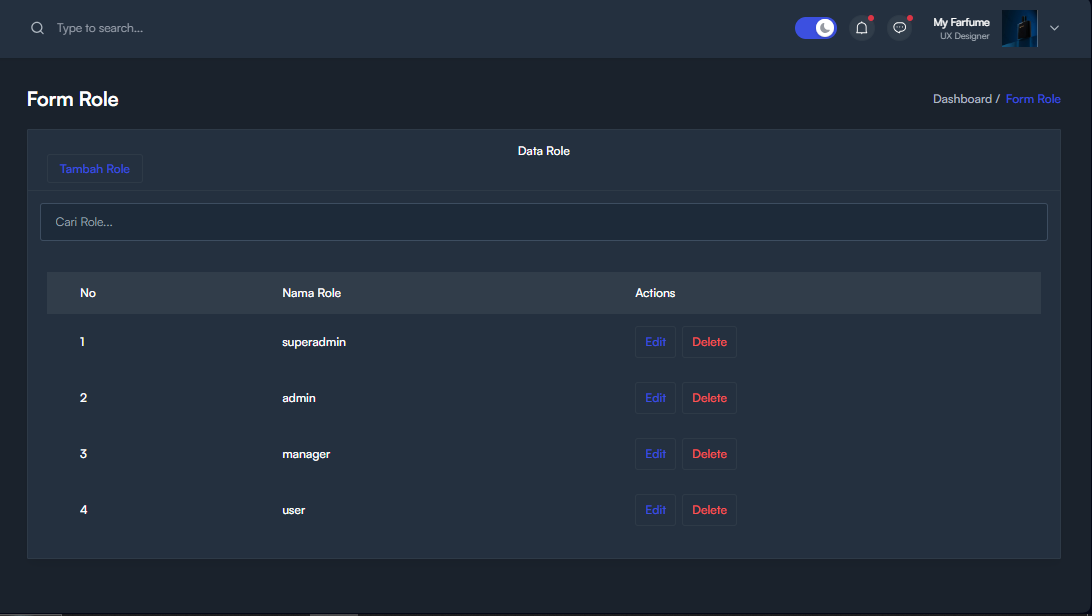 Type to search...
My Farfume
UX Designer
Form Role
Dashboard / Form Role
Data Role
Tambah Role
Cari Role...
No Nama Role Actions
1 superadmin Edit Delete
2 admin Edit Delete
3 manager Edit Delete
4 user Edit Delete